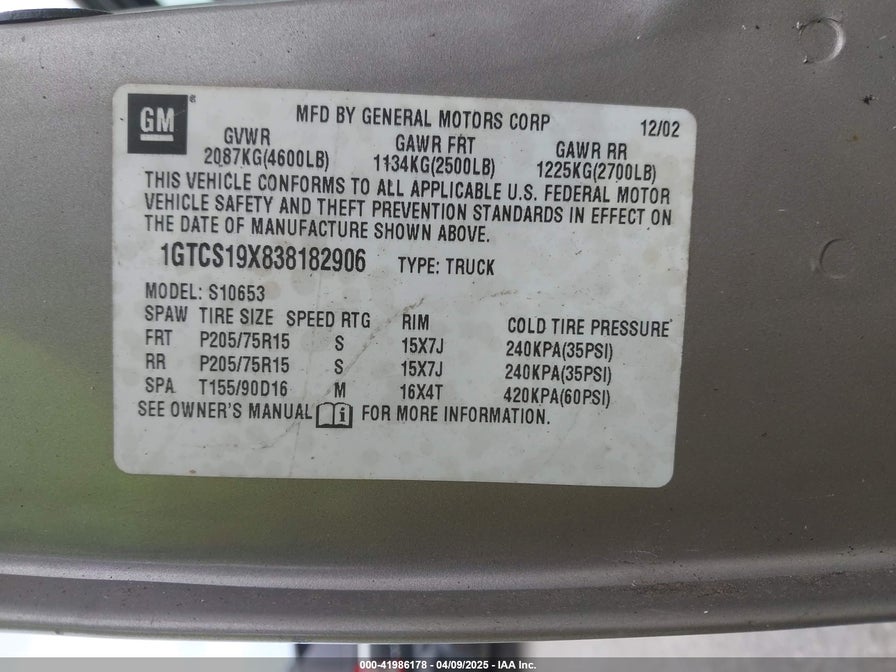 GM
MFD BY GENERAL MOTORS CORP 12/02
GVWR GAWR FRT GAWR RR
2087KG(4600LB) 1134KG(2500LB) 1225KG(2700LB)
THIS VEHICLE CONFORMS TO ALL APPLICABLE U.S. FEDERAL MOTOR
VEHICLE SAFETY AND THEFT PREVENTION STANDARDS IN EFFECT ON
THE DATE OF MANUFACTURE SHOWN ABOVE.
1GTCS19X838182906 TYPE: TRUCK
MODEL: S10653
SPAW TIRE SIZE SPEED RTG RIM COLD TIRE PRESSURE
FRT P205/75R15 S 15X7J 240KPA(35PSI)
RR P205/75R15 S 15X7J 240KPA(35PSI)
SPA T155/90D16 M 16X4T 420KPA(60PSI)
SEE OWNER'S MANUAL i FOR MORE INFORMATION.
000-41986178 | 04/09/2025 - IAA Inc.